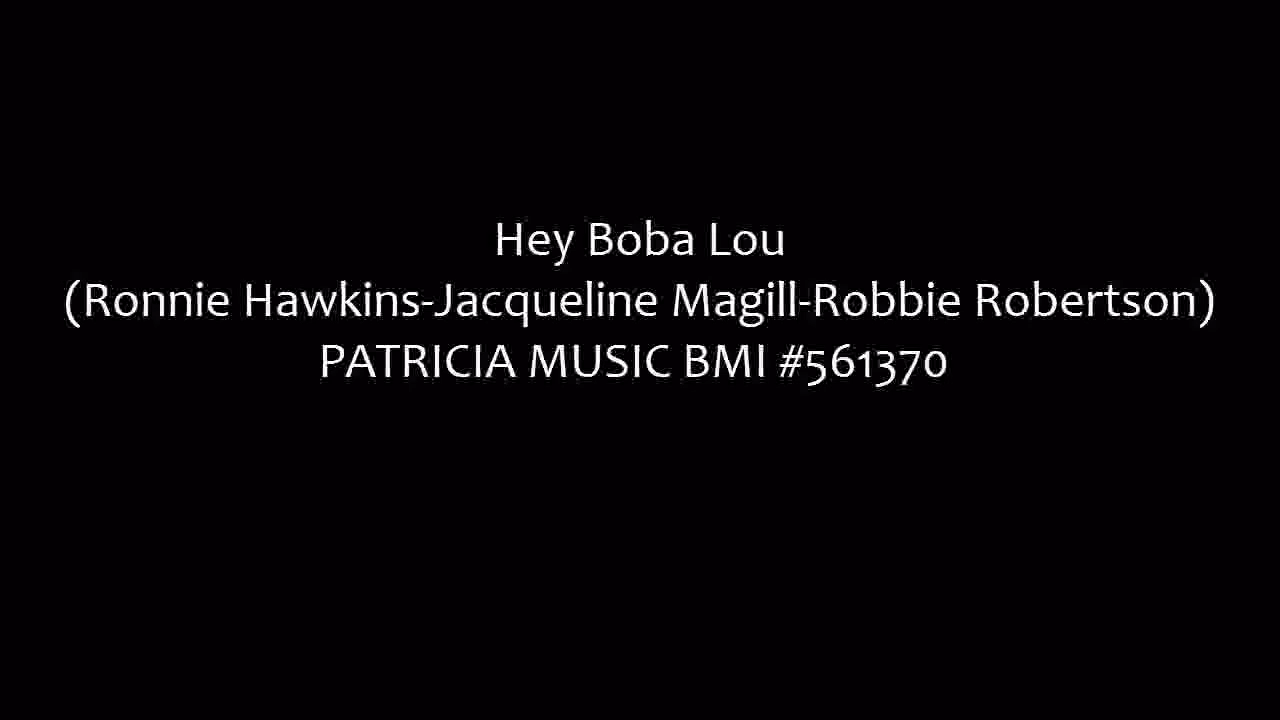 Hey Boba Lou
(Ronnie Hawkins-Jacqueline Magill-Robbie Robertson)
PATRICIA MUSIC BMI #561370